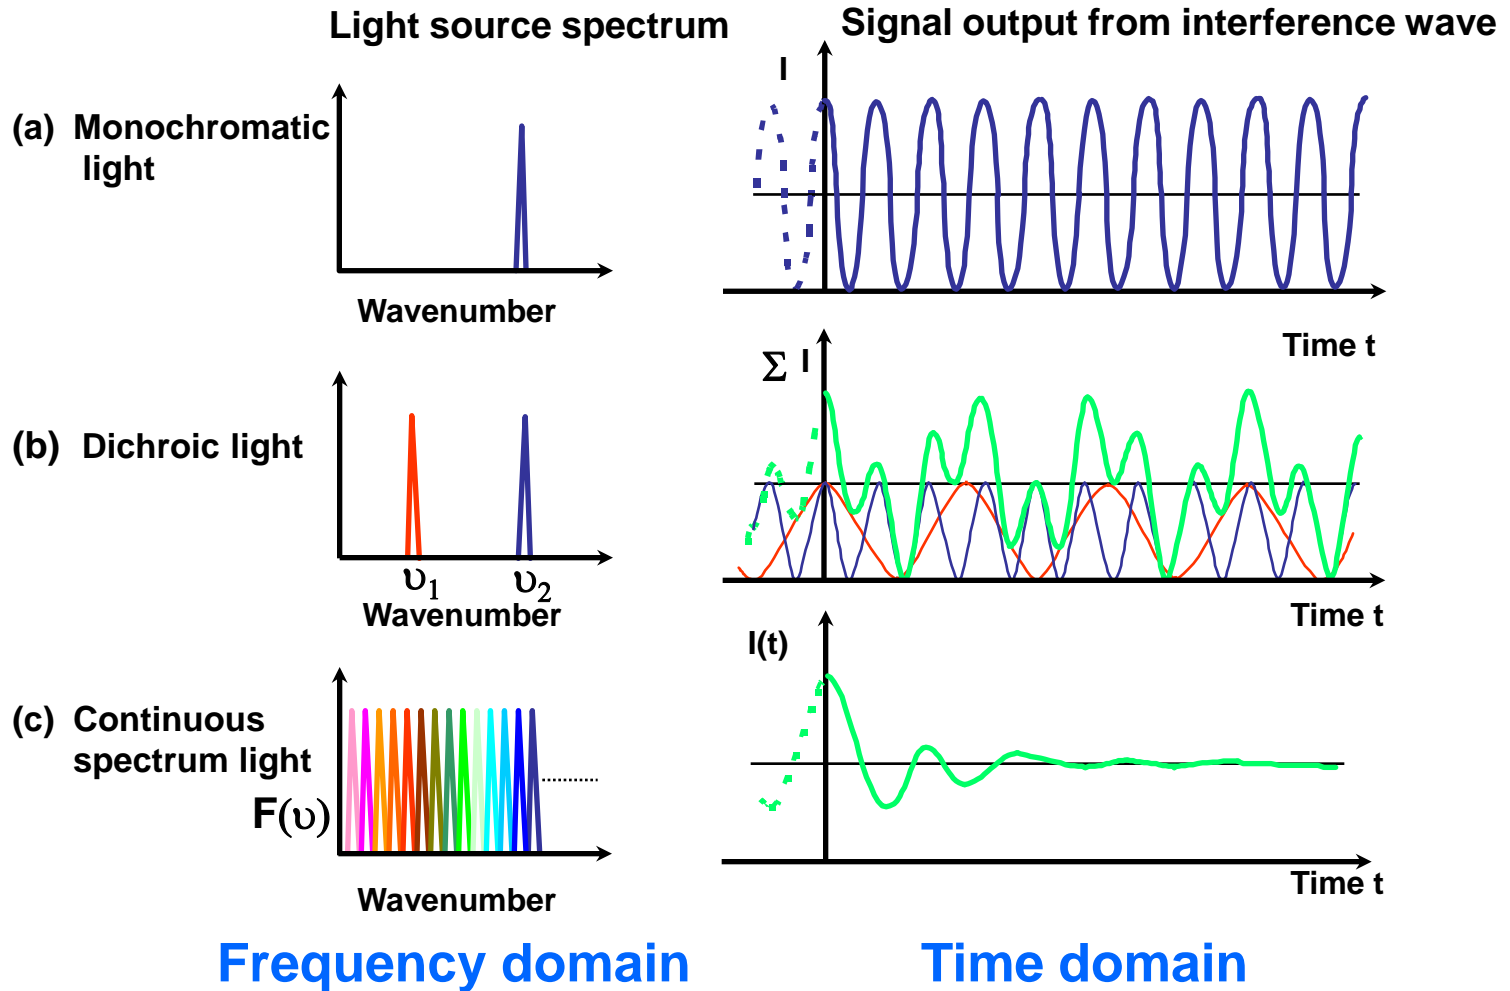 Light source spectrum
Signal output from interference wave
(a) Monochromatic
light
I
Wavenumber
Time t
(b) Dichroic light
Σ I
υ1
υ2
Wavenumber
Time t
(c) Continuous
spectrum light
F(υ)
I(t)
Wavenumber
Time t
Frequency domain
Time domain